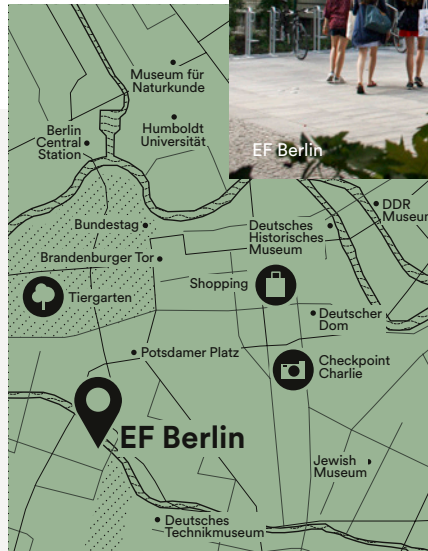 Museum für
Naturkunde
Berlin
Central
Station
Humboldt
Universität
EF Berlin
DDR
Museum
Bundestag
Deutsches
Historisches
Museum
Brandenburger Tor
Shopping
Tiergarten
Deutscher
Dom
Potsdamer Platz
Checkpoint
Charlie
EF Berlin
Jewish
Museum
Deutsches
Technikmuseum